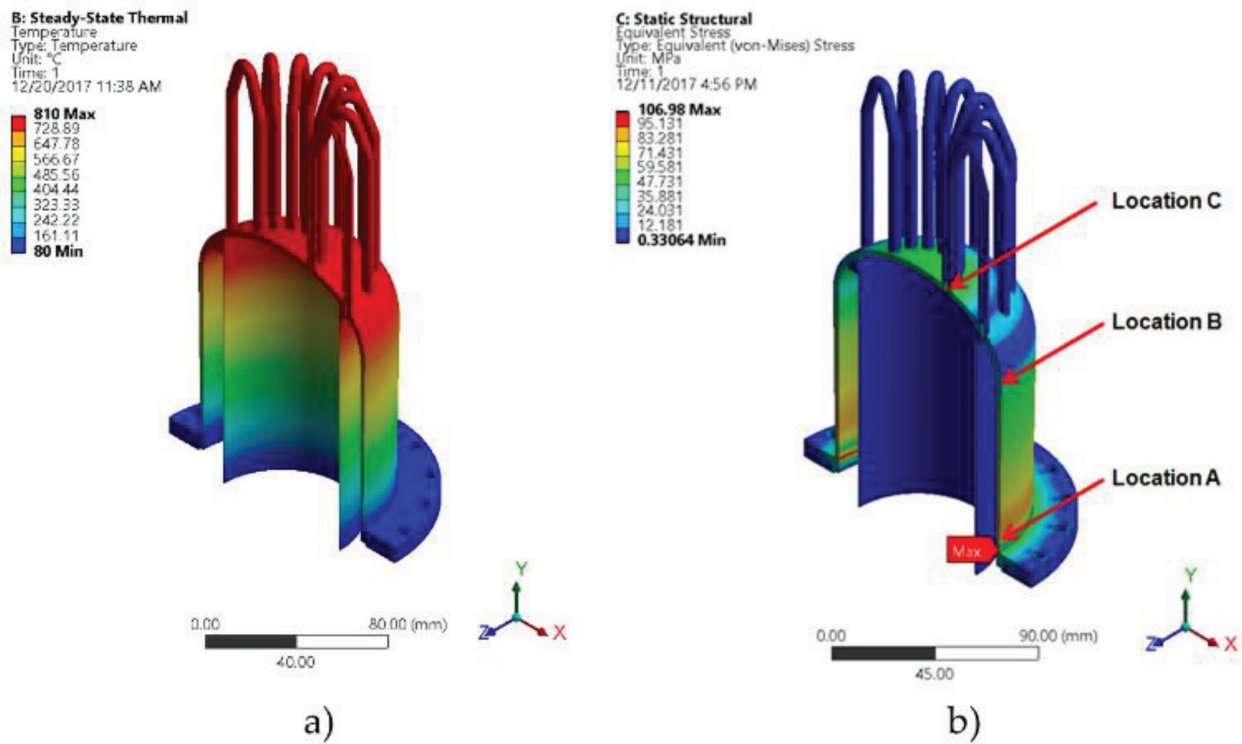 B: Steady-State Thermal
Temperature
Type: Temperature
Unit: °C
Time: 1
12/20/2017 11:38 AM
810 Max
728.89
647.78
566.67
485.56
404.44
323.33
242.22
161.11
80 Min
0.00
80.00 (mm)
40.00
Y
Z
X
a)
C: Static Structural
Equivalent Stress
Type: Equivalent (von-Mises) Stress
Unit: MPa
Time: 1
12/11/2017 4:56 PM
106.98 Max
95.131
83.281
71.431
59.581
47.731
35.881
24.031
12.181
0.33064 Min
Location C
Location B
Location A
Max
0.00
90.00 (mm)
45.00
Y
Z
X
b)